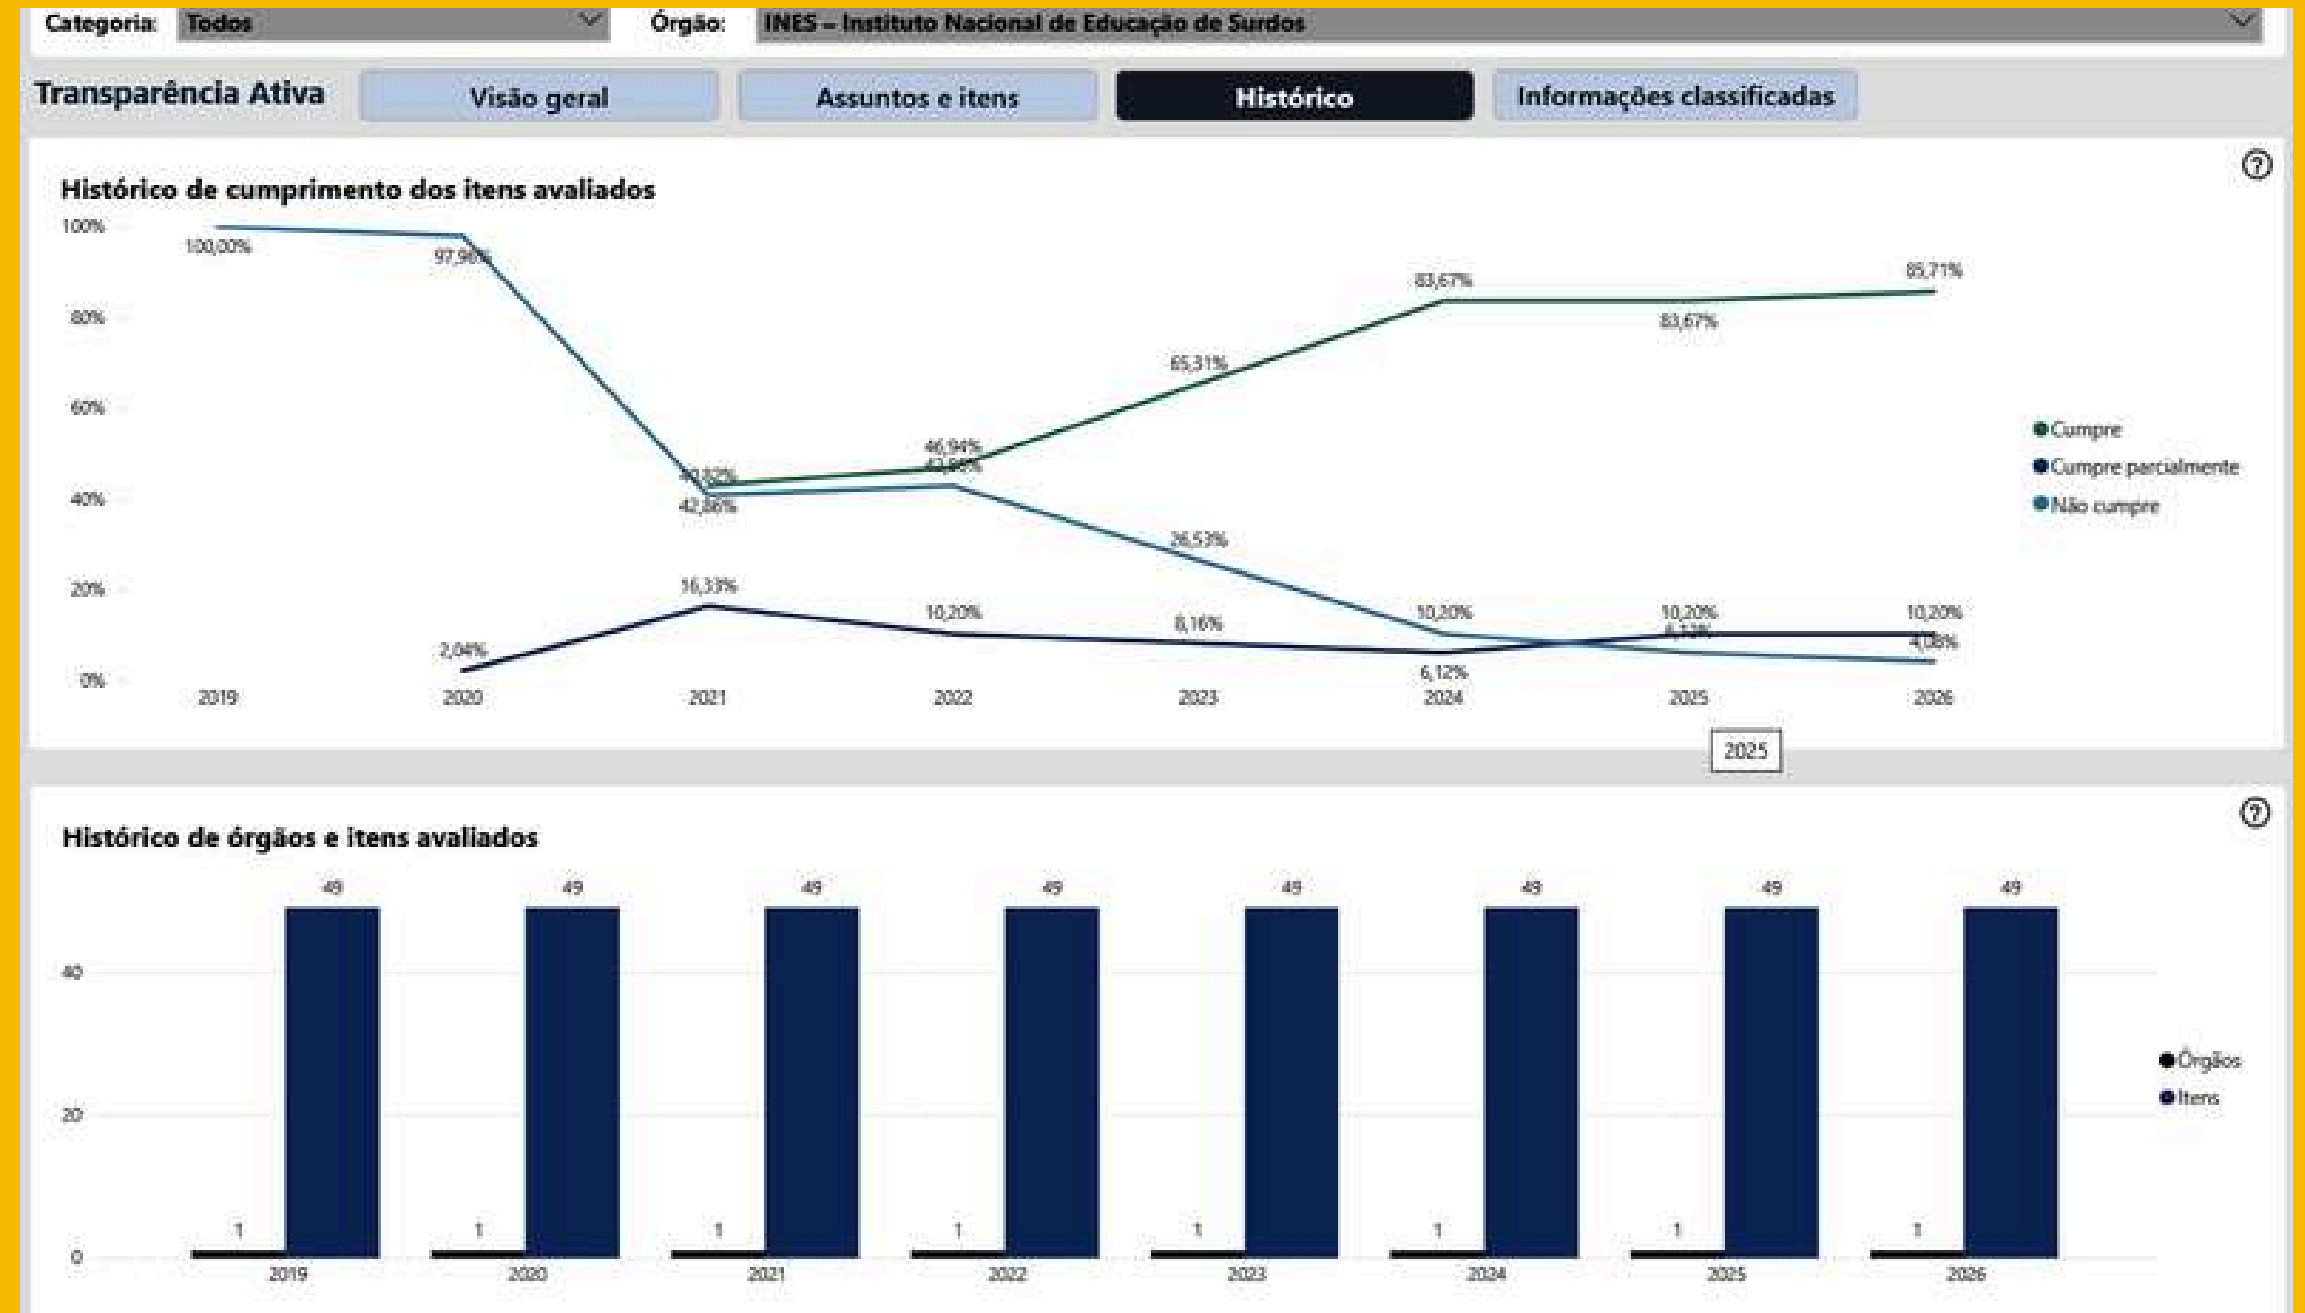 Categoria: Todos Órgão: INES – Instituto Nacional de Educação de Surdos
Transparência Ativa Visão geral Assuntos e itens Histórico Informações classificadas
Histórico de cumprimento dos itens avaliados
100%
80%
60%
40%
20%
0%
100,00%
97,96%
83,67%
85,71%
83,67%
65,31%
46,94%
40,82%
42,86%
26,53%
16,33%
10,20%
8,16%
10,20%
10,20%
10,20%
2,04%
6,12%
4,08%
2019 2020 2021 2022 2023 2024 2025 2026
Cumpre
Cumpre parcialmente
Não cumpre
2025
Histórico de órgãos e itens avaliados
49 49 49 49 49 49 49 49
40
20
0
1 1 1 1 1 1 1 1
2019 2020 2021 2022 2023 2024 2025 2026
Órgãos
Itens